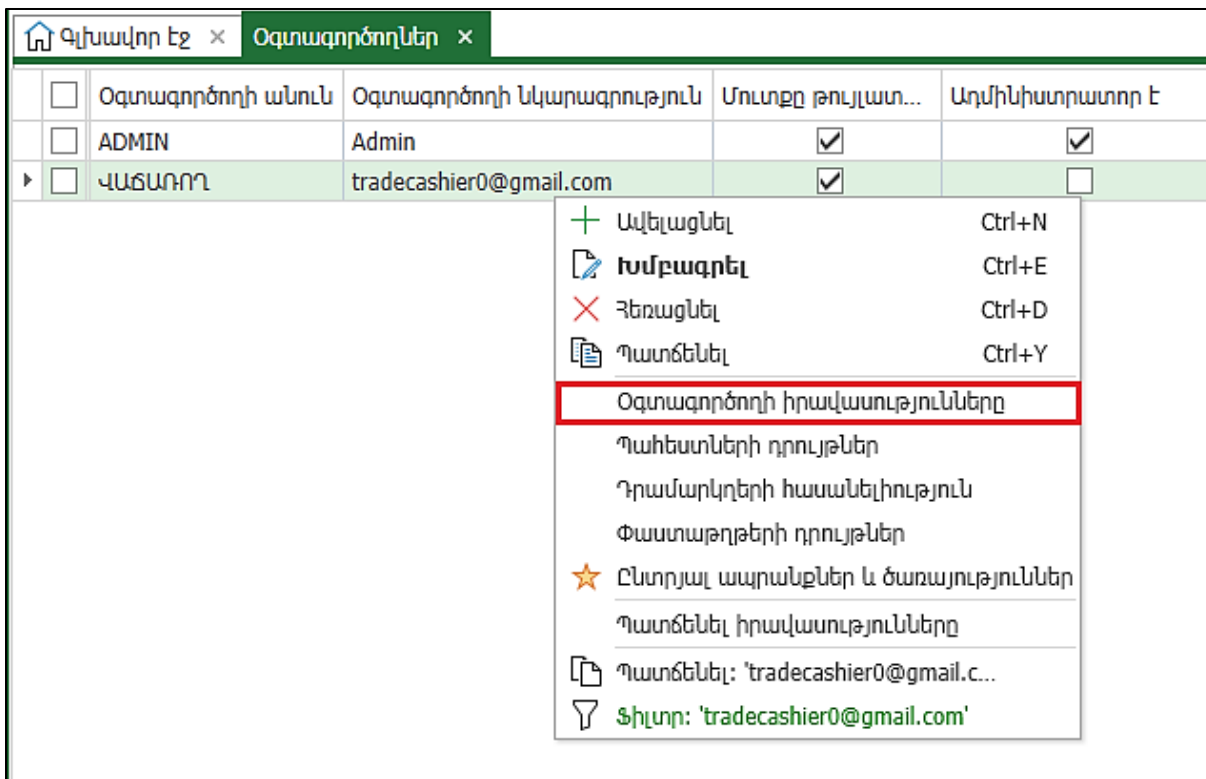 Գլխավոր էջ × Օգտագործողներ ×
Օգտագործողի անուն Օգտագործողի նկարագրություն Մուտքը թույլատ... Ադմինիստրատոր է
ADMIN Admin
ՎԱՃԱՌՈՂ tradecashier0@gmail.com
Ավելացնել Ctrl+N
Խմբագրել Ctrl+E
Հեռացնել Ctrl+D
Պատճենել Ctrl+Y
Օգտագործողի իրավասությունները
Պահեստների դրույթներ
Դրամարկղերի հասանելիություն
Փաստաթղթերի դրույթներ
Ընտրյալ ապրանքներ և ծառայություններ
Պատճենել իրավասությունները
Պատճենել: 'tradecashier0@gmail.c...
Ֆիլտր: 'tradecashier0@gmail.com'